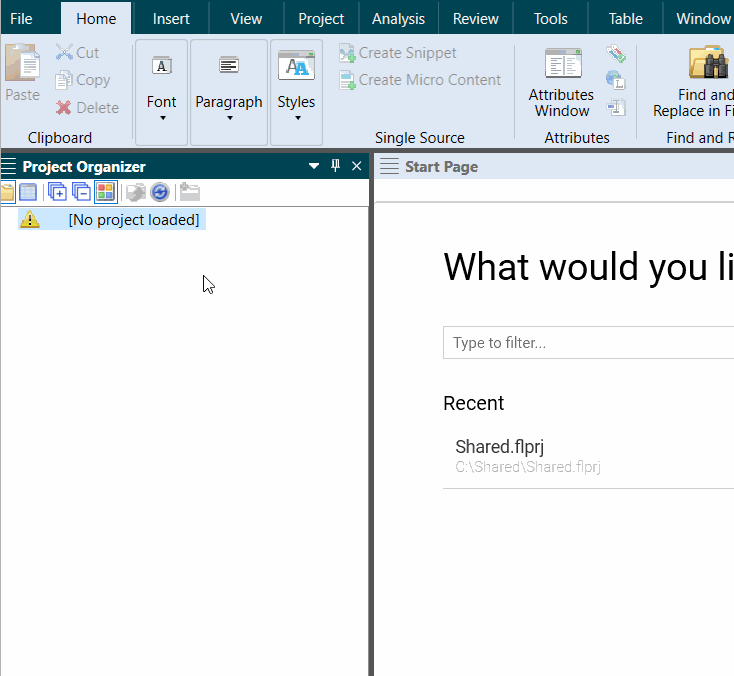 File Home Insert View Project Analysis Review Tools Table Window
Cut
Copy
Delete
Paste
Clipboard
A
Font
Paragraph
AA
Styles
Create Snippet
Create Micro Content
Single Source
Attributes
Window
Attributes
Find and
Replace in Fi
Find and R
Project Organizer
[No project loaded]
Start Page
What would you li
Type to filter...
Recent
Shared.flprj
C:\Shared\Shared.flprj